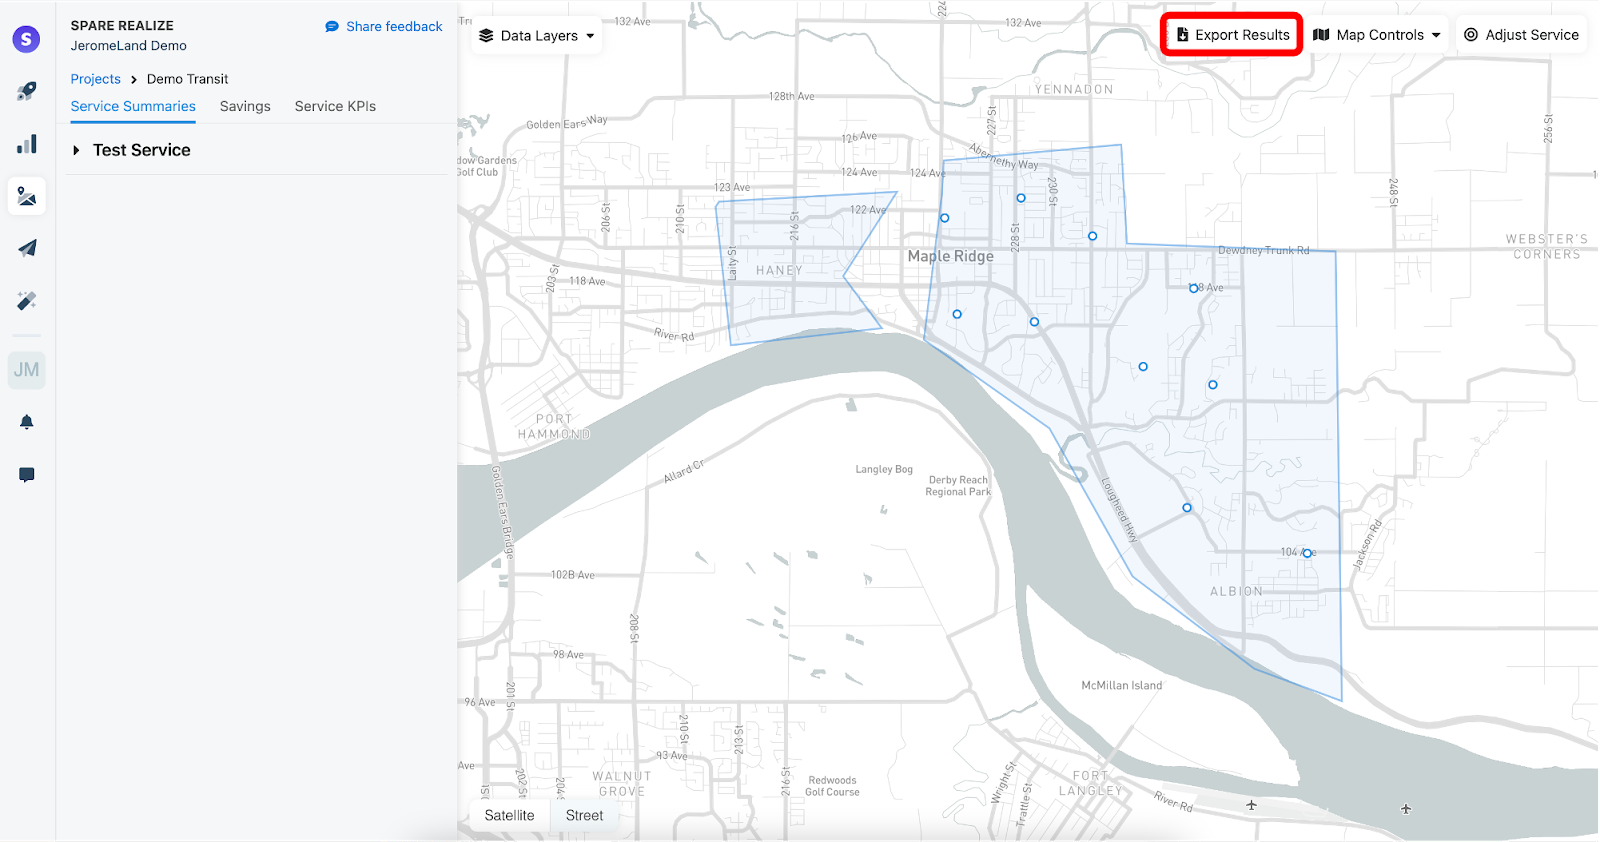 S
SPARE REALIZE
JeromeLand Demo
Share feedback
Projects
Demo Transit
Service Summaries
Savings
Service KPIs
Test Service
JM
Data Layers
Export Results
Map Controls
Adjust Service
132 Ave
132 Ave
YENNADON
128th Ave
Golden Ears Way
227 St
256 St
126 Ave
Abernethy Way
Golf Club
124 Ave
124 Ave
123 Ave
230 St
248 St
206 St
210 St
216 St
122 Ave
228 St
Laity St
Maple Ridge
Dewdney Trunk Rd
WEBSTER'S
CORNERS
HANEY
203 St
118 Ave
River Rd
PORT
HAMMOND
Golden Ears Bridge
Allard Cr
Langley Bog
Derby Reach
Regional Park
Lougheed Hwy
Jackson Rd
104 Ave
ALBION
102B Ave
208 St
98 Ave
McMillan Island
201 St
96 Ave
210 St
213 St
93 Ave
Ave
202 St
216 St
WALNUT
GROVE
Redwoods
Golf Course
Wright St
Trattle St
FORT
LANGLEY
River Rd
Satellite
Street